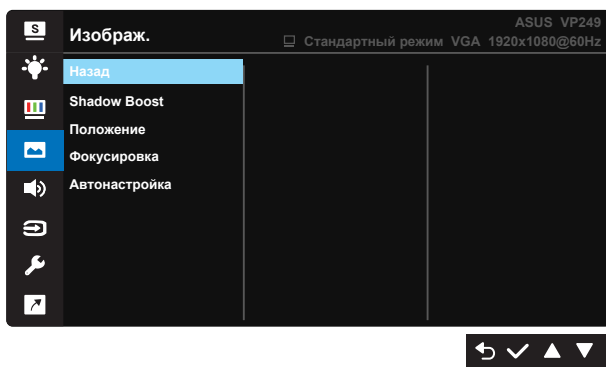 S
Изображ.
ASUS VP249
Стандартный режим VGA 1920x1080@60Hz
Назад
Shadow Boost
Положение
Фокусировка
Автонастройка